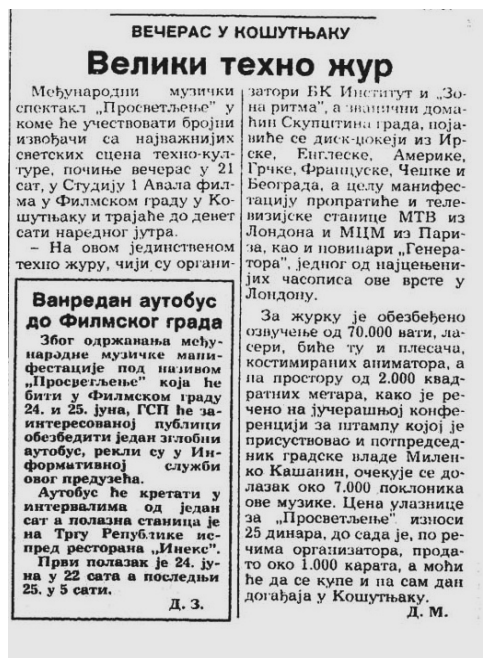 ВЕЧЕРАС У КОШУТЊАКУ
Велики техно жур
Међународни музички
спектакл „Просветљење” у
коме ће учествовати бројни
извођачи са најважнијих
светских сцена техно-кул-
туре, почиње вечерас у 21
сат, у Студију 1 Авала фил-
ма у Филмском граду у Ко-
шутњаку и трајаће до девет
сати наредног јутра.
– На овом јединственом
техно журу, чији су органи-
затори БК Институт и „Зо-
на ритма”, а званични дома-
ћин Скупштина града, поја-
виће се диск-џокеји из Ир-
ске, Енглеске, Америке,
Грчке, Француске, Чешке и
Београда, а целу манифес-
тацију пропратиће и теле-
визијске станице МТВ из
Лондона и МЦМ из Пари-
за, као и новинари „Генера-
тора”, једног од најцењени-
јих часописа ове врсте у
Лондону.
За журку је обезбеђено
озвучење од 70.000 вати, ла-
сери, биће ту и плесача,
костимираних аниматора, а
на простору од 2.000 квад-
ратних метара, како је ре-
чено на јучерашњој конфе-
ренцији за штампу којој је
присуствовао и потпредсед-
ник градске владе Милен-
ко Кашанин, очекује се до-
лазак око 7.000 поклоника
ове музике. Цена улазнице
за „Просветљење” износи
25 динара, до сада је, по ре-
чима организатора, прода-
то око 1.000 карата, а моћи
ће да се купе и на сам дан
догађаја у Кошутњаку.
Д. М.
Ванредан аутобус
до Филмског града
Због одржавања међу-
народне музичке мани-
фестације под називом
„Просветљење” која ће
бити у Филмском граду
24. и 25. јуна, ГСП ће за-
интересованој публици
обезбедити један зглобни
аутобус, рекли су у Ин-
формативној служби
овог предузећа.
Аутобус ће кретати у
интервалима од један
сат а полазна станица је
на Тргу Републике ис-
пред ресторана „Инекс”.
Први полазак је 24. ју-
на у 22 сата а последњи
25. у 5 сати.
Д. З.